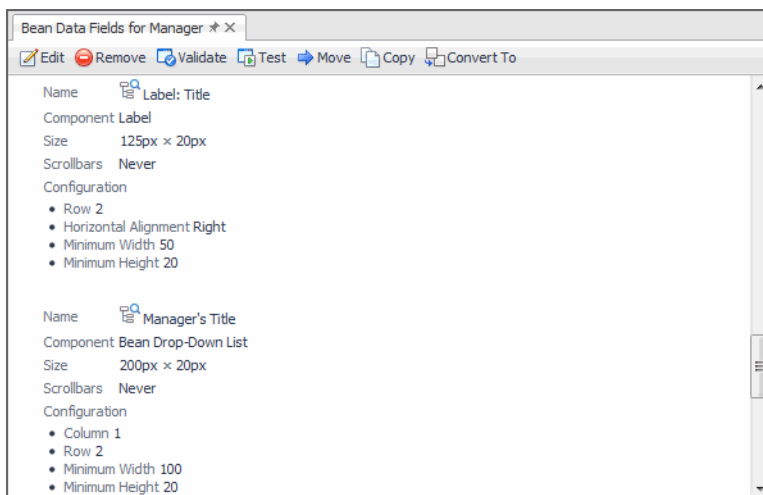 Bean Data Fields for Manager
Edit Remove Validate Test Move Copy Convert To
Name Label: Title
Component Label
Size 125px × 20px
Scrollbars Never
Configuration
• Row 2
• Horizontal Alignment Right
• Minimum Width 50
• Minimum Height 20
Name Manager's Title
Component Bean Drop-Down List
Size 200px × 20px
Scrollbars Never
Configuration
• Column 1
• Row 2
• Minimum Width 100
• Minimum Height 20